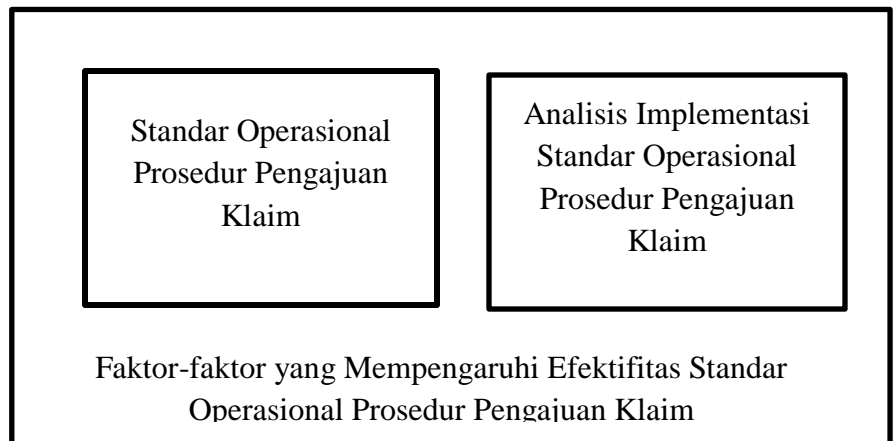 Standar Operasional
Prosedur Pengajuan
Klaim
Analisis Implementasi
Standar Operasional
Prosedur Pengajuan
Klaim
Faktor-faktor yang Mempengaruhi Efektifitas Standar
Operasional Prosedur Pengajuan Klaim